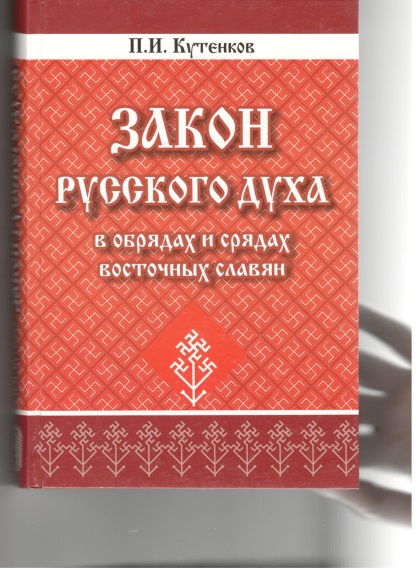 П.И. Кутенков
ЗАКОН
РУССКОГО ДУХА
В ОБРЯДАХ И СРЯДАХ
ВОСТОЧНЫХ СЛАВЯН